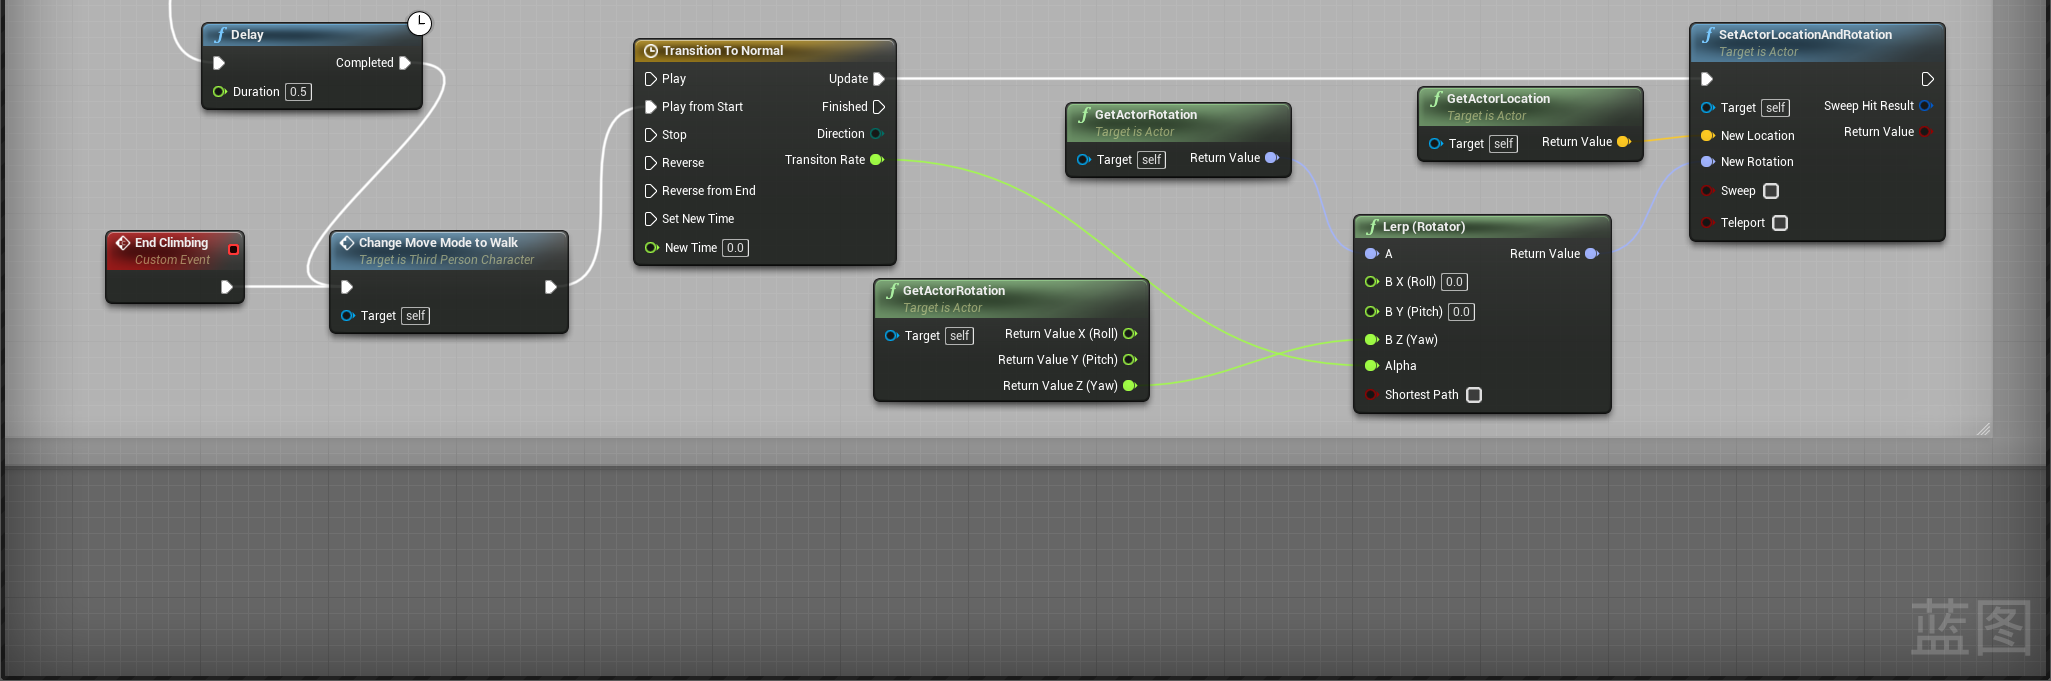 Delay
Completed
Duration 0.5
End Climbing
Custom Event
Change Move Mode to Walk
Target is Third Person Character
Target self
Transition To Normal
Play
Update
Play from Start
Finished
Stop
Direction
Reverse
Transiton Rate
Reverse from End
Set New Time
New Time 0.0
GetActorRotation
Target is Actor
Target self
Return Value X (Roll)
Return Value Y (Pitch)
Return Value Z (Yaw)
GetActorRotation
Target is Actor
Target self
Return Value
GetActorLocation
Target is Actor
Target self
Return Value
Lerp (Rotator)
A
Return Value
B X (Roll) 0.0
B Y (Pitch) 0.0
B Z (Yaw)
Alpha
Shortest Path
SetActorLocationAndRotation
Target is Actor
Target self
Sweep Hit Result
New Location
Return Value
New Rotation
Sweep
Teleport
蓝图